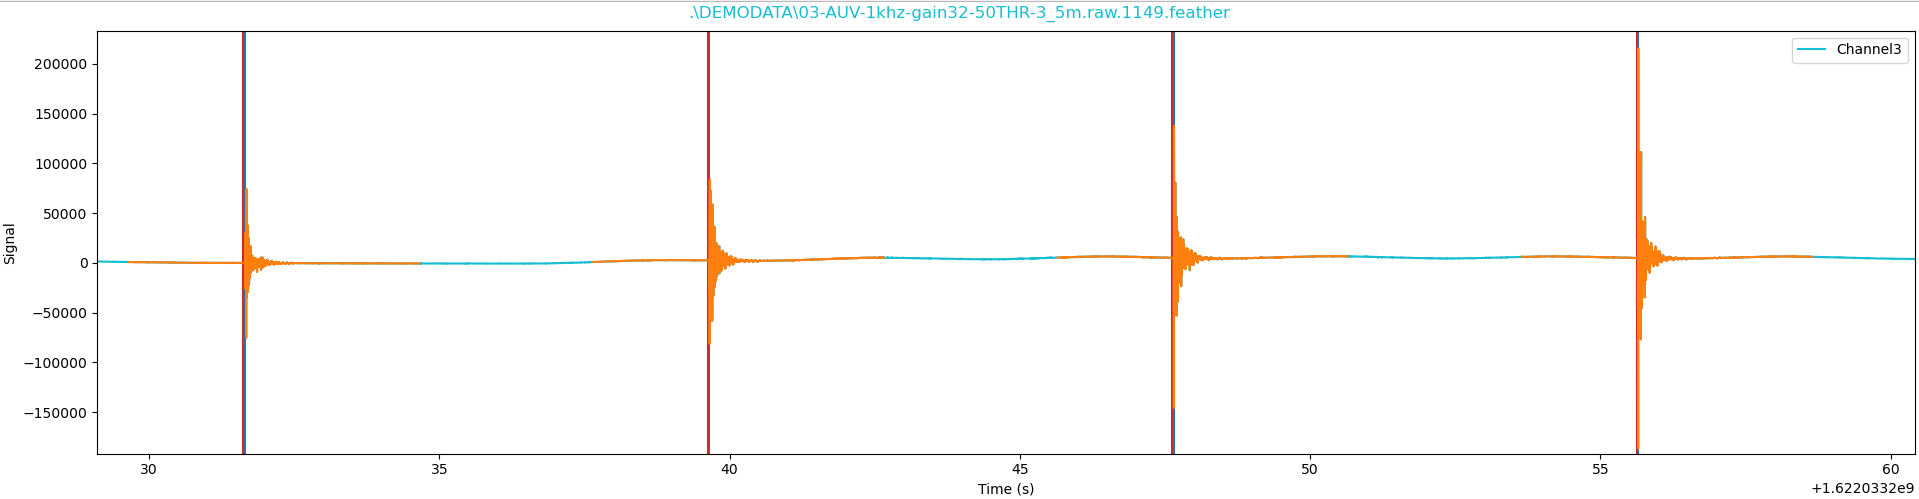 .\DEMODATA\03-AUV-1khz-gain32-50THR-3_5m.raw.1149.feather
Channel3
200000
150000
100000
50000
0
−50000
−100000
−150000
Signal
30 35 40 45 50 55 60
Time (s)
+1.6220332e9